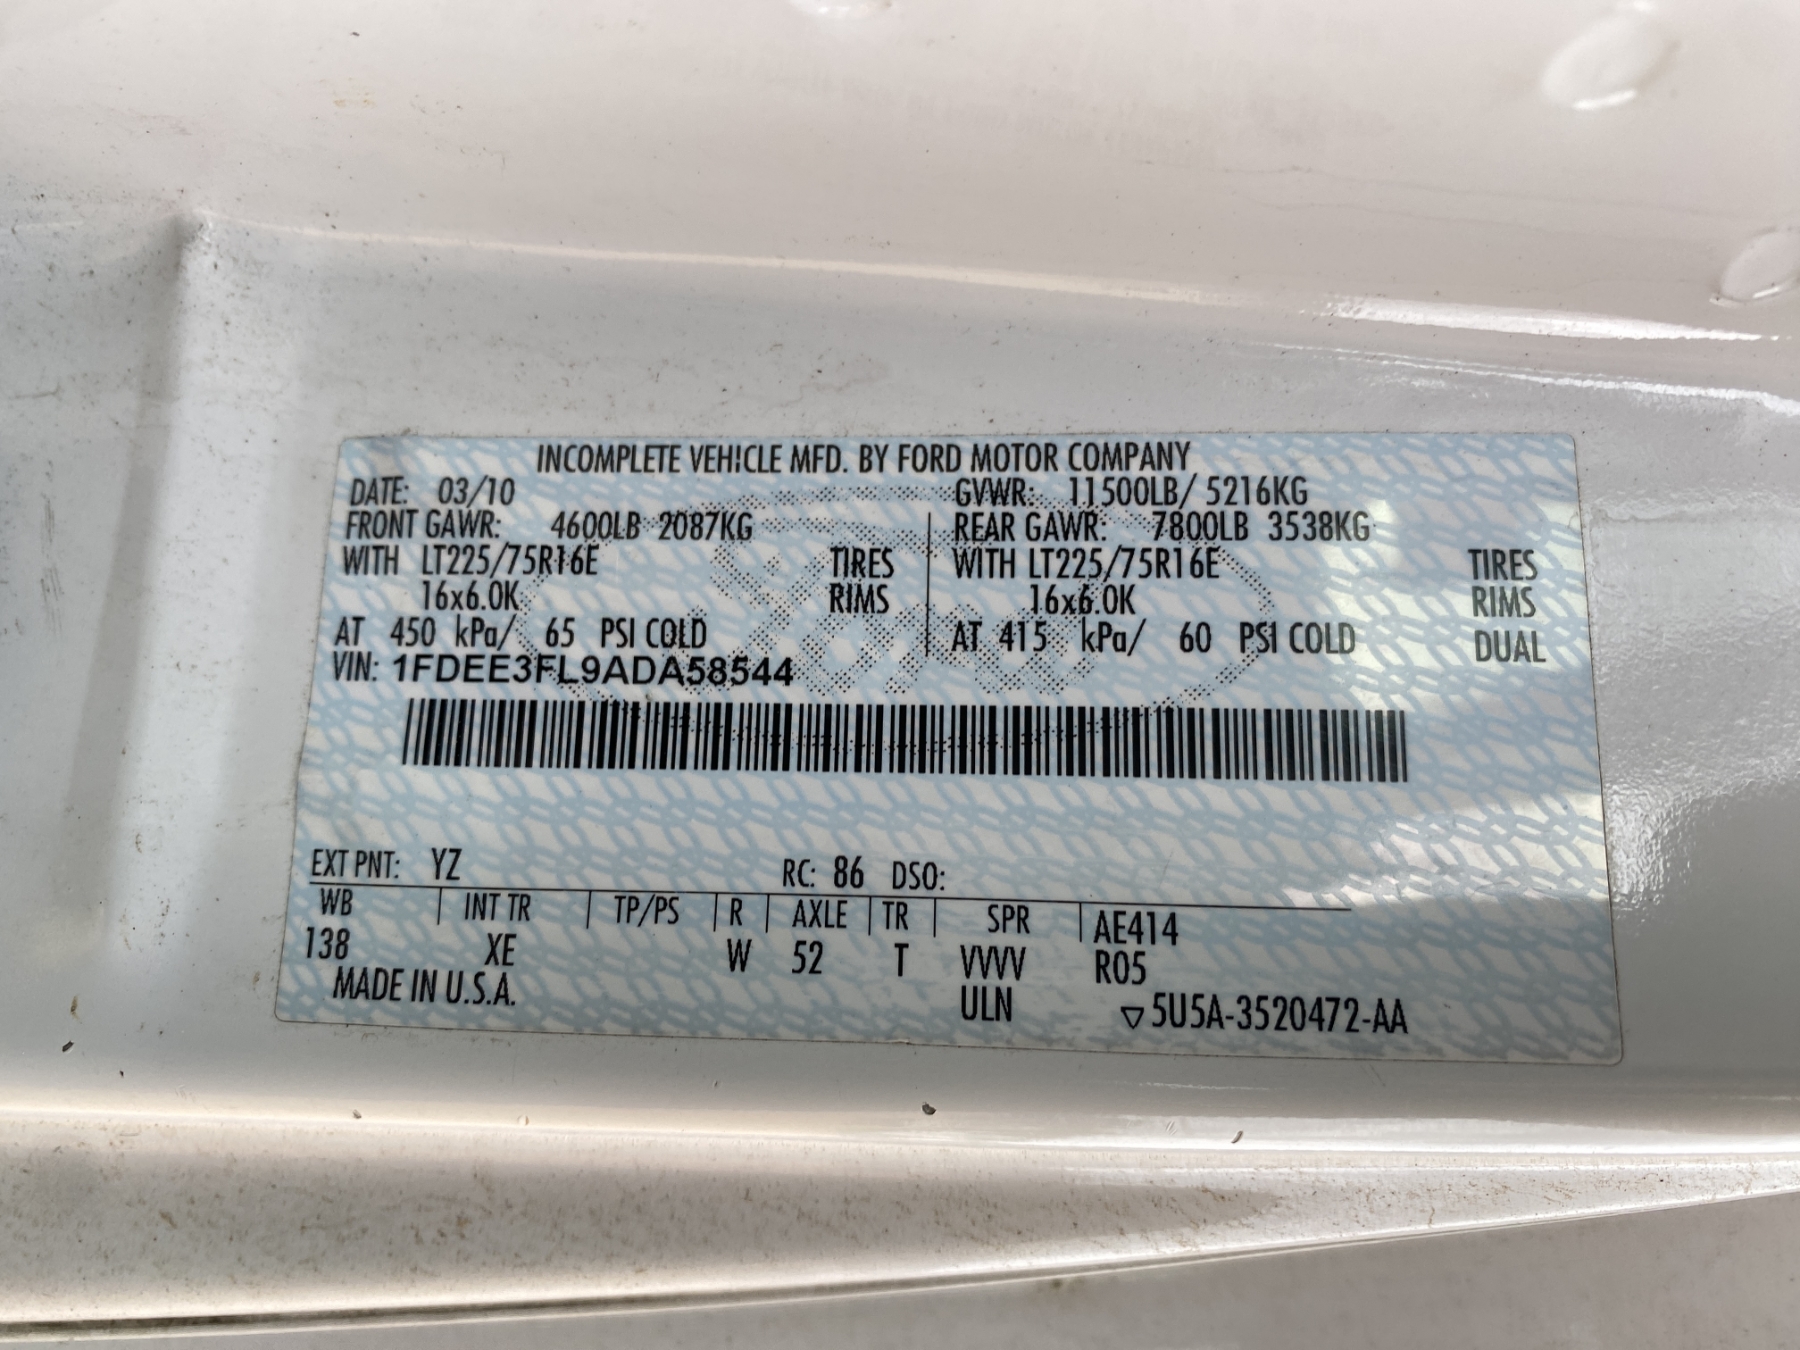 INCOMPLETE VEHICLE MFD. BY FORD MOTOR COMPANY
DATE: 03/10 GVWR: 11500LB/ 5216KG
FRONT GAWR: 4600LB 2087KG REAR GAWR: 7800LB 3538KG
WITH LT225/75R16E TIRES WITH LT225/75R16E TIRES
16x6.0K RIMS 16x6.0K RIMS
AT 450 kPa/ 65 PSI COLD AT 415 kPa/ 60 PSI COLD DUAL
VIN: 1FDEE3FL9ADA58544
EXT PNT: YZ RC: 86 DSO:
WB INT TR TP/PS R AXLE TR SPR AE414
138 XE W 52 T VVVV R05
MADE IN U.S.A. ULN ▽5U5A-3520472-AA